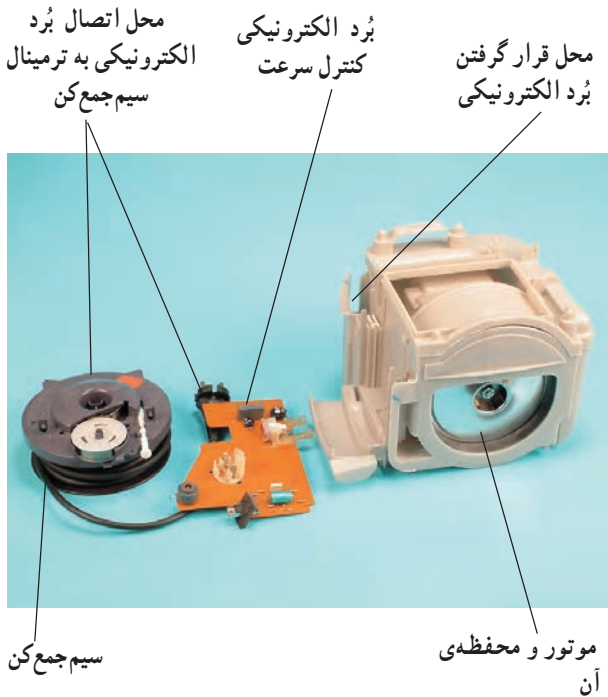 محل اتصال بُرد
الکترونیکی به ترمینال
سیم‌جمع‌کن
بُرد الکترونیکی
کنترل سرعت
محل قرار گرفتن
بُرد الکترونیکی
سیم‌جمع‌کن
موتور و محفظه‌ی
آن